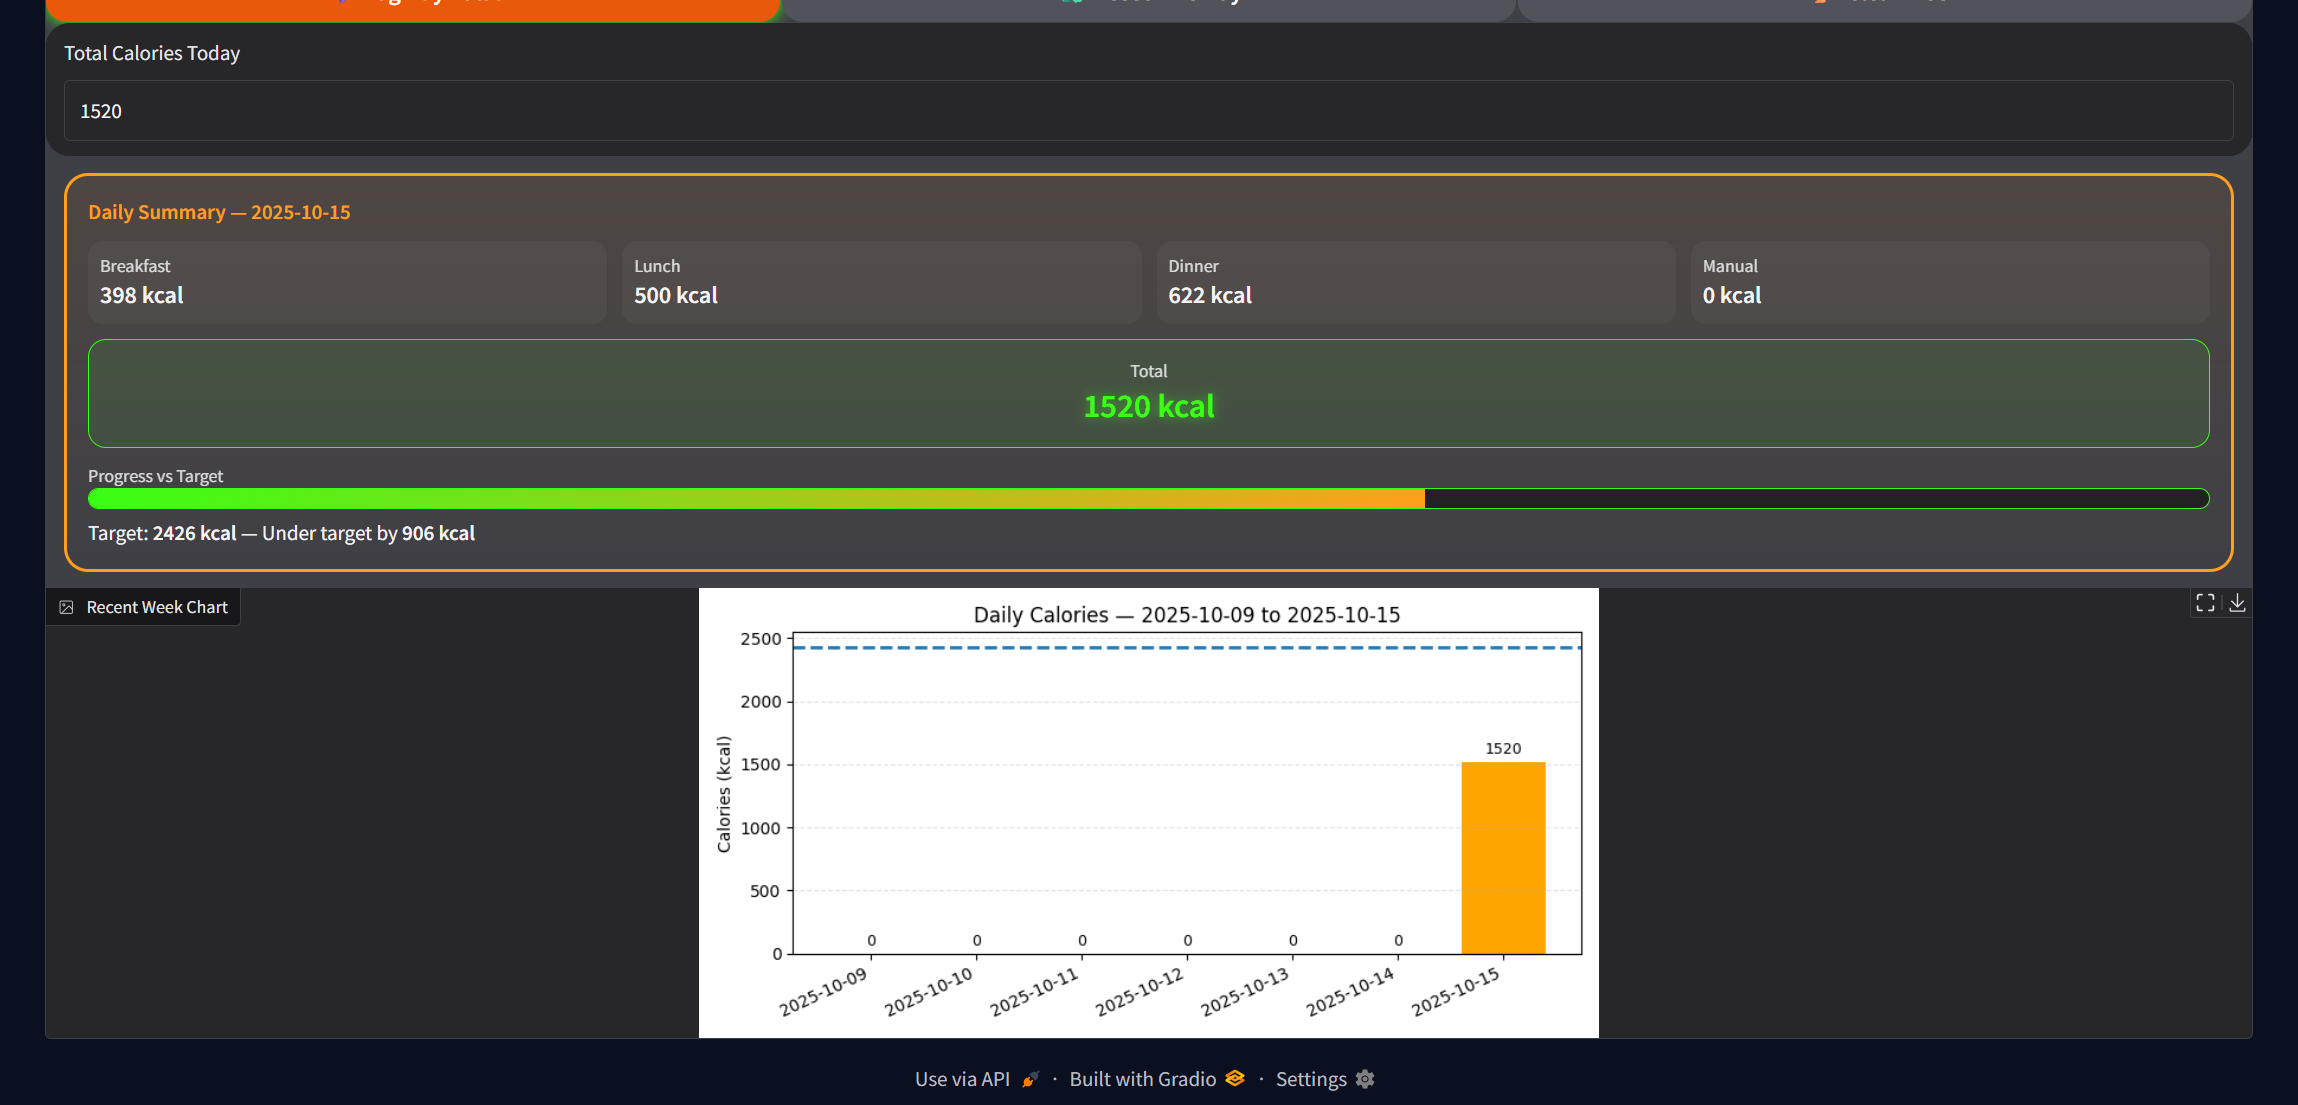 Total Calories Today
1520
Daily Summary — 2025-10-15
Breakfast
398 kcal
Lunch
500 kcal
Dinner
622 kcal
Manual
0 kcal
Total
1520 kcal
Progress vs Target
Target: 2426 kcal — Under target by 906 kcal
Recent Week Chart
Daily Calories — 2025-10-09 to 2025-10-15
Calories (kcal)
2500
2000
1500
1000
500
0
1520
0
0
0
0
0
0
2025-10-09
2025-10-10
2025-10-11
2025-10-12
2025-10-13
2025-10-14
2025-10-15
Use via API · Built with Gradio · Settings